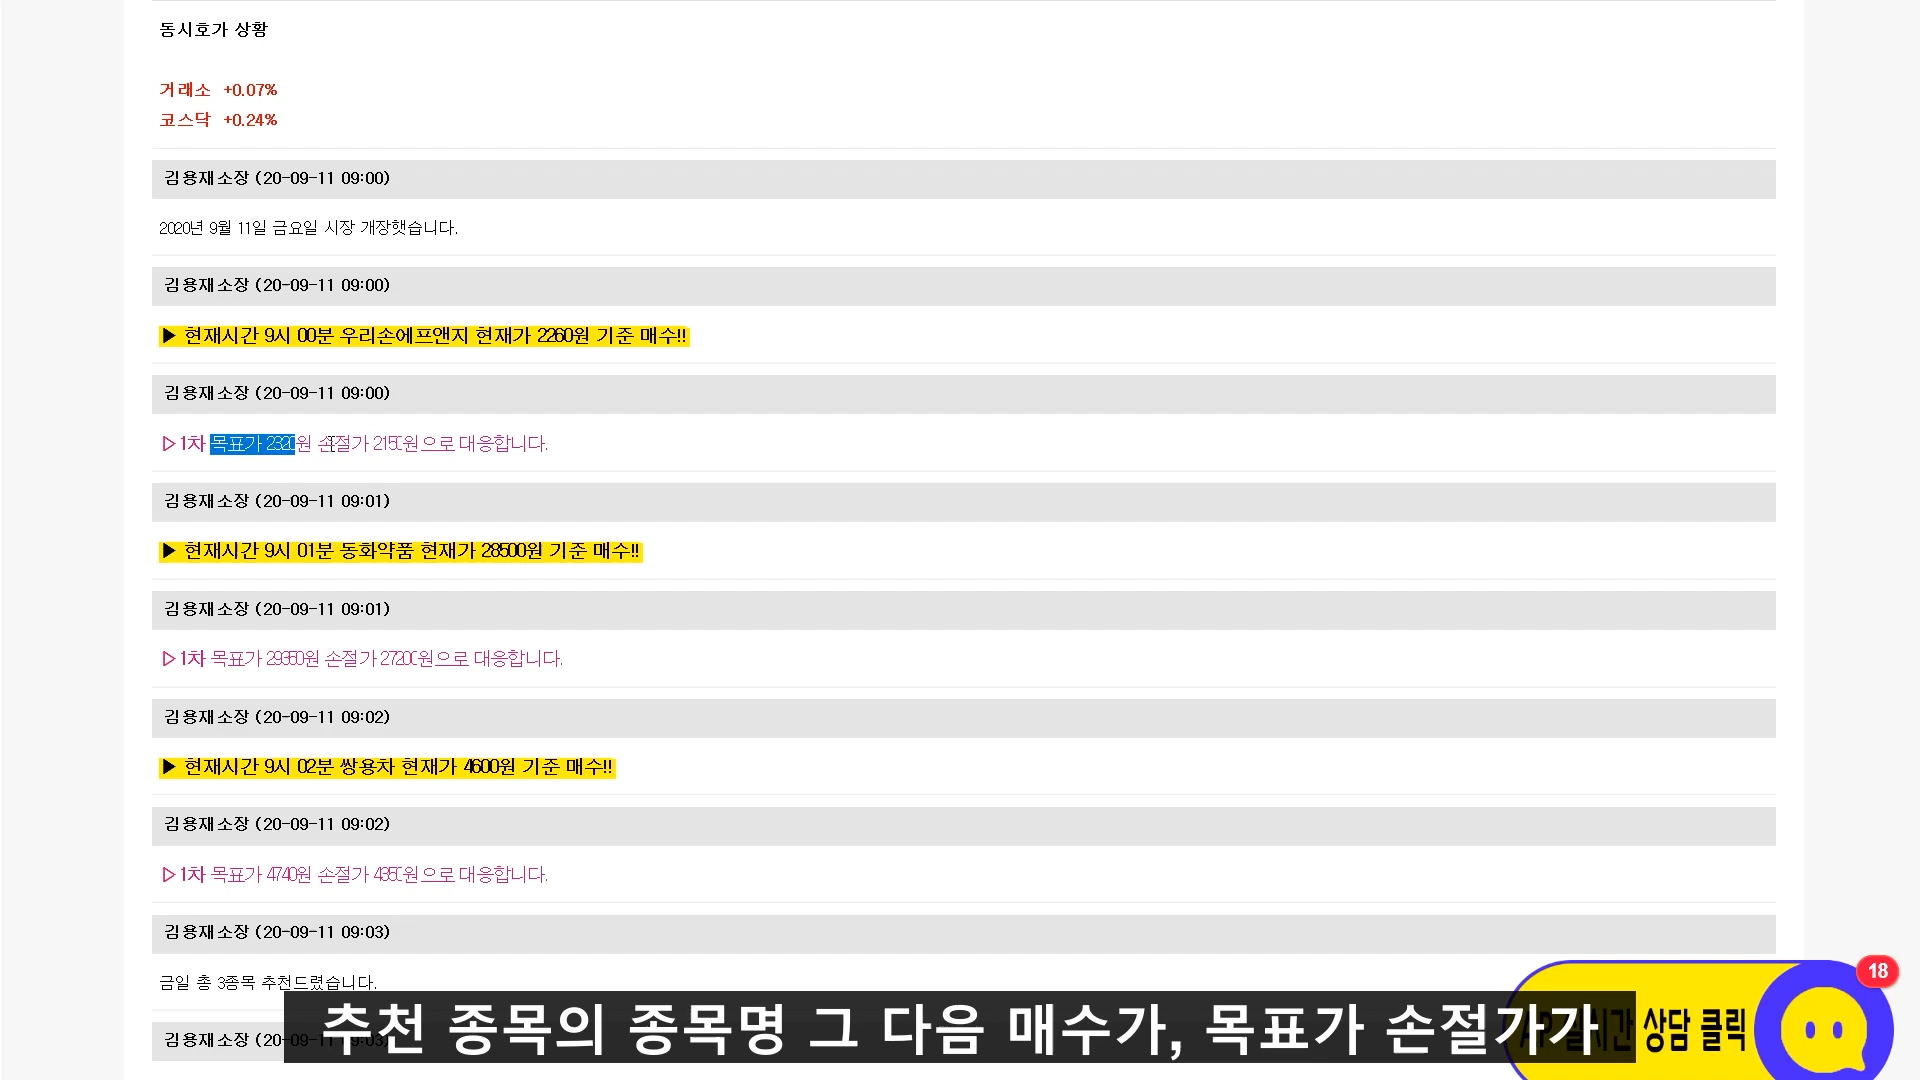 동시호가 상황
거래소 +0.07%
코스닥 +0.24%
김용재소장 (20-09-11 09:00)
2020년 9월 11일 금요일 시장 개장햇습니다.
김용재소장 (20-09-11 09:00)
▶ 현재시간 9시 00분 우리손에프앤지 현재가 2260원 기준 매수!!
김용재소장 (20-09-11 09:00)
▷1차 목표가 2320원 손절가 2150원으로 대응합니다.
김용재소장 (20-09-11 09:01)
▶ 현재시간 9시 01분 동화약품 현재가 28500원 기준 매수!!
김용재소장 (20-09-11 09:01)
▷1차 목표가 29350원 손절가 27200원으로 대응합니다.
김용재소장 (20-09-11 09:02)
▶ 현재시간 9시 02분 쌍용차 현재가 4600원 기준 매수!!
김용재소장 (20-09-11 09:02)
▷1차 목표가 4740원 손절가 4350원으로 대응합니다.
김용재소장 (20-09-11 09:03)
금일 총 3종목 추천드렸습니다.
김용재소장 (20-09-11 09:03)
추천 종목의 종목명 그 다음 매수가, 목표가 손절가가
상담 클릭
18